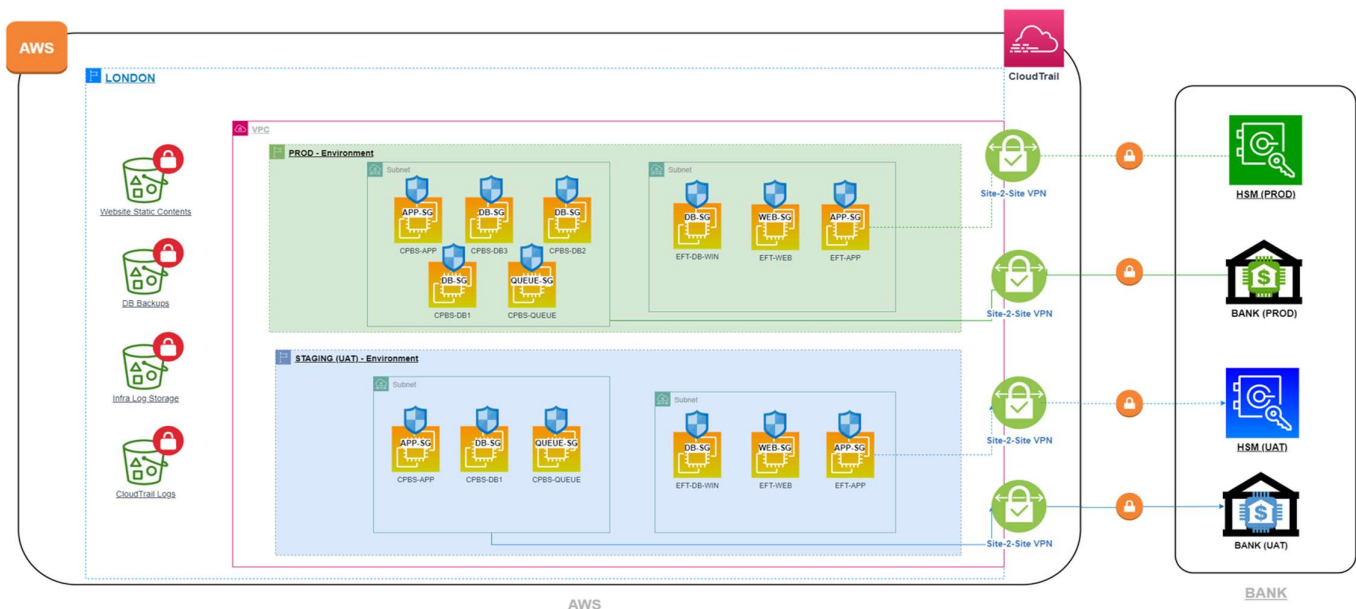 AWS
CloudTrail
LONDON
VPC
PROD - Environment
Subnet
Subnet
APP-SG
DB-SG
DB-SG
CPBS-APP
CPBS-DB3
CPBS-DB2
DB-SG
QUEUE-SG
CPBS-DB1
CPBS-QUEUE
DB-SG
WEB-SG
APP-SG
EFT-DB-WIN
EFT-WEB
EFT-APP
STAGING (UAT) - Environment
Subnet
Subnet
APP-SG
DB-SG
QUEUE-SG
CPBS-APP
CPBS-DB1
CPBS-QUEUE
DB-SG
WEB-SG
APP-SG
EFT-DB-WIN
EFT-WEB
EFT-APP
Website Static Contents
DB Backups
Infra Log Storage
CloudTrail Logs
Site-2-Site VPN
Site-2-Site VPN
Site-2-Site VPN
Site-2-Site VPN
HSM (PROD)
$
BANK (PROD)
HSM (UAT)
$
BANK (UAT)
AWS
BANK